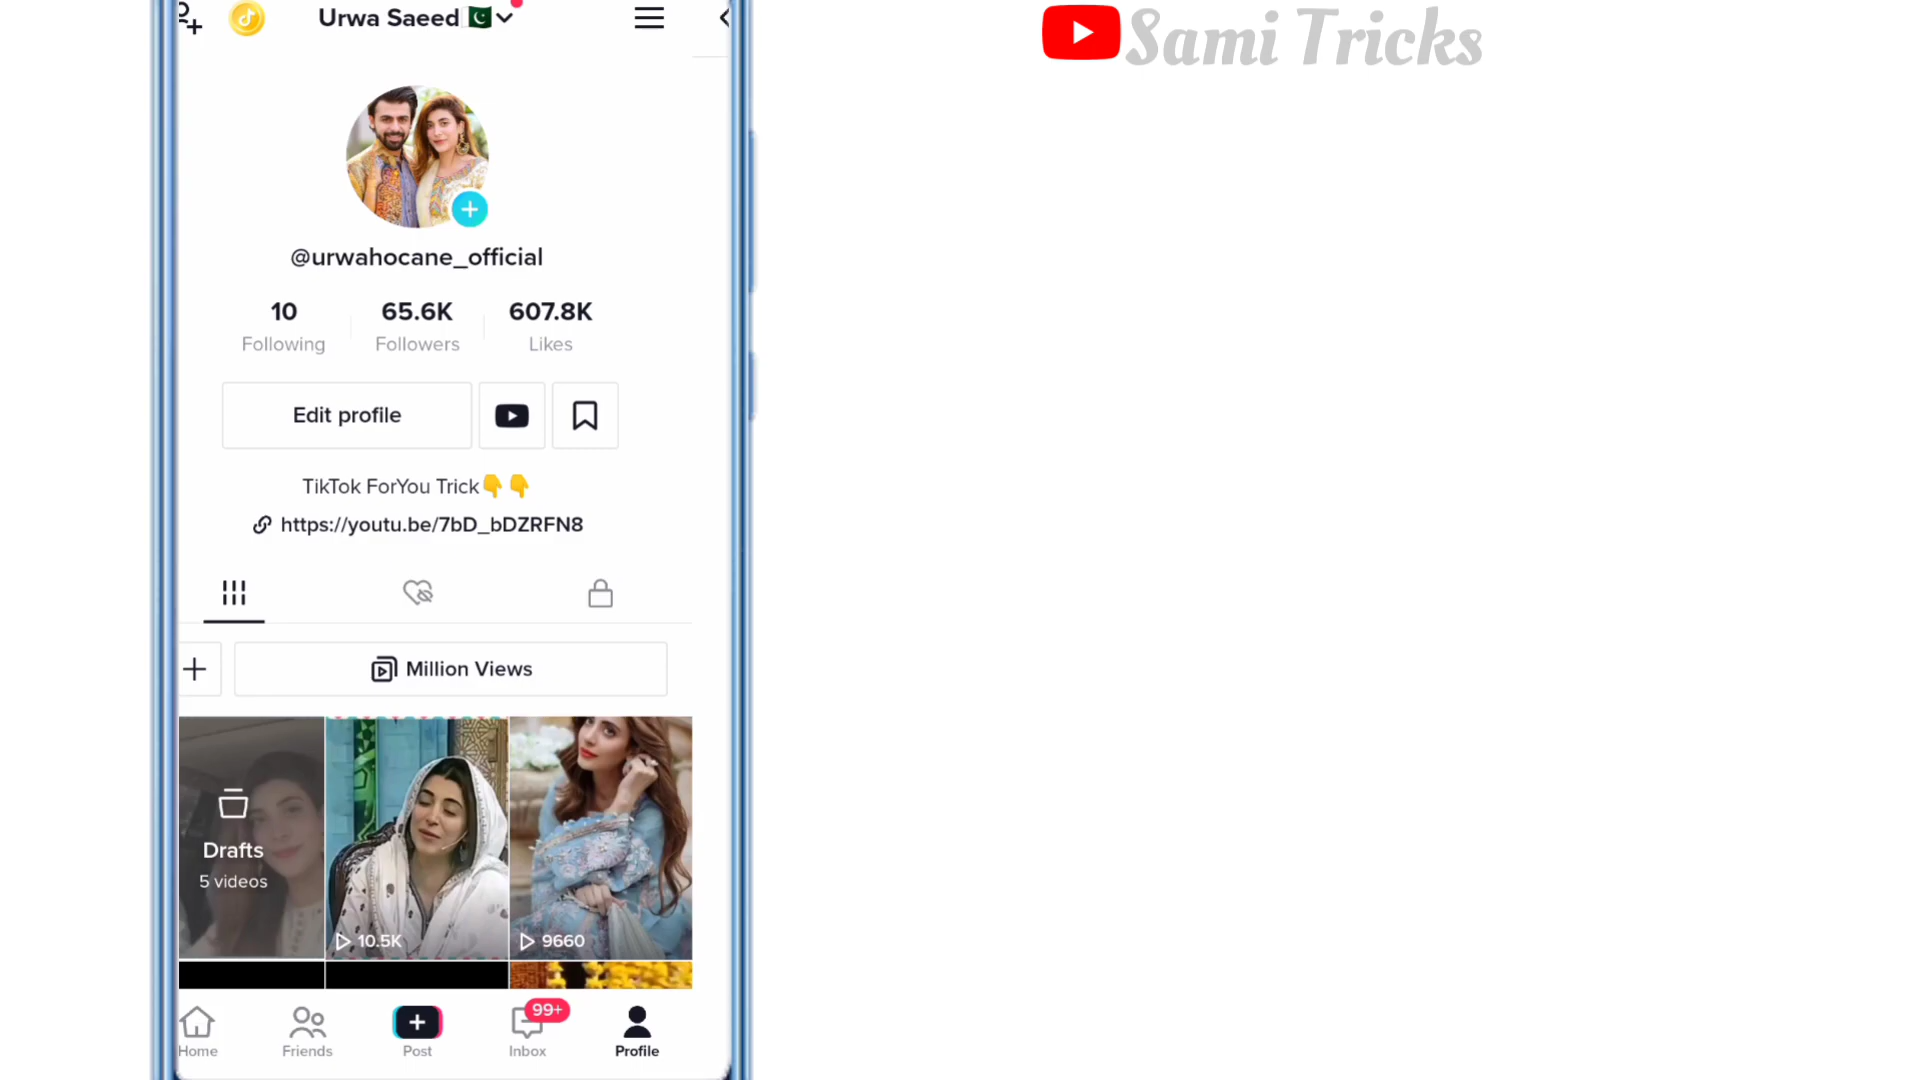 Urwa Saeed 🇵🇰
Sami Tricks
@urwahocane_official
10 65.6K 607.8K
Following Followers Likes
Edit profile
TikTok ForYou Trick👇👇
https://youtu.be/7bD_bDZRFN8
Million Views
Drafts
5 videos
10.5K 9660
99+
Home Friends Post Inbox Profile